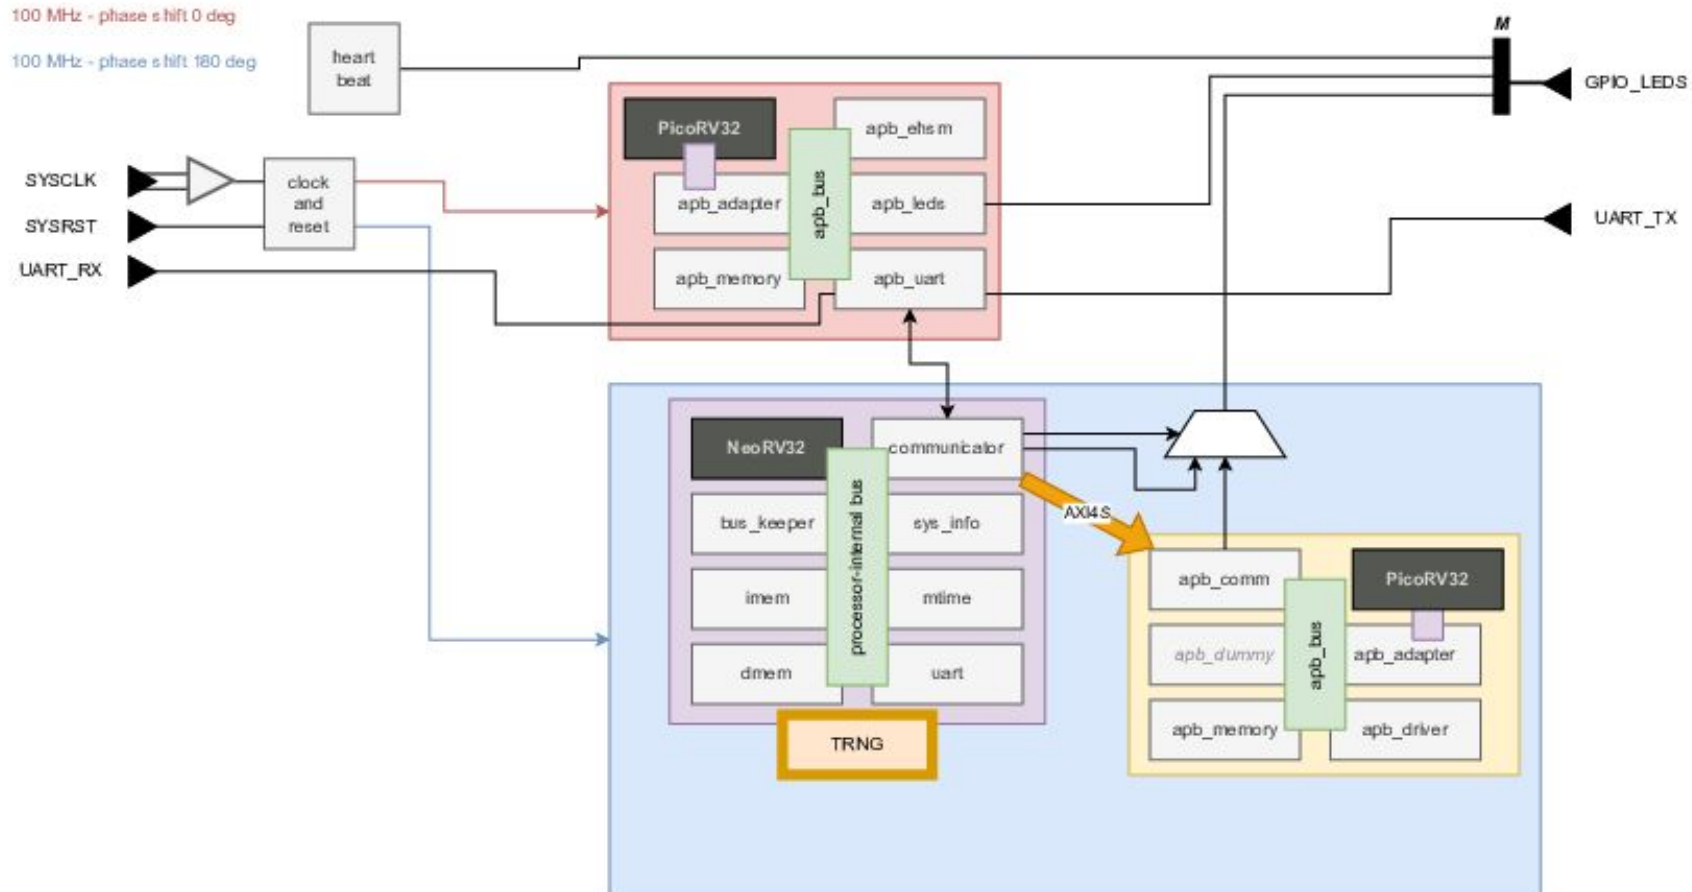 100 MHz - phase shift 0 deg
100 MHz - phase shift 180 deg
heart
beat
M
GPIO_LEDS
SYSCLK
SYSRST
UART_RX
clock
and
reset
PicoRV32
apb_ehsm
apb_adapter
apb_leds
apb_memory
apb_uart
apb_bus
UART_TX
NeoRV32
communicator
bus_keeper
sys_info
imem
mtime
dmem
uart
processor-internal bus
TRNG
AXI4S
apb_comm
PicoRV32
apb_dummy
apb_adapter
apb_memory
apb_driver
apb_bus